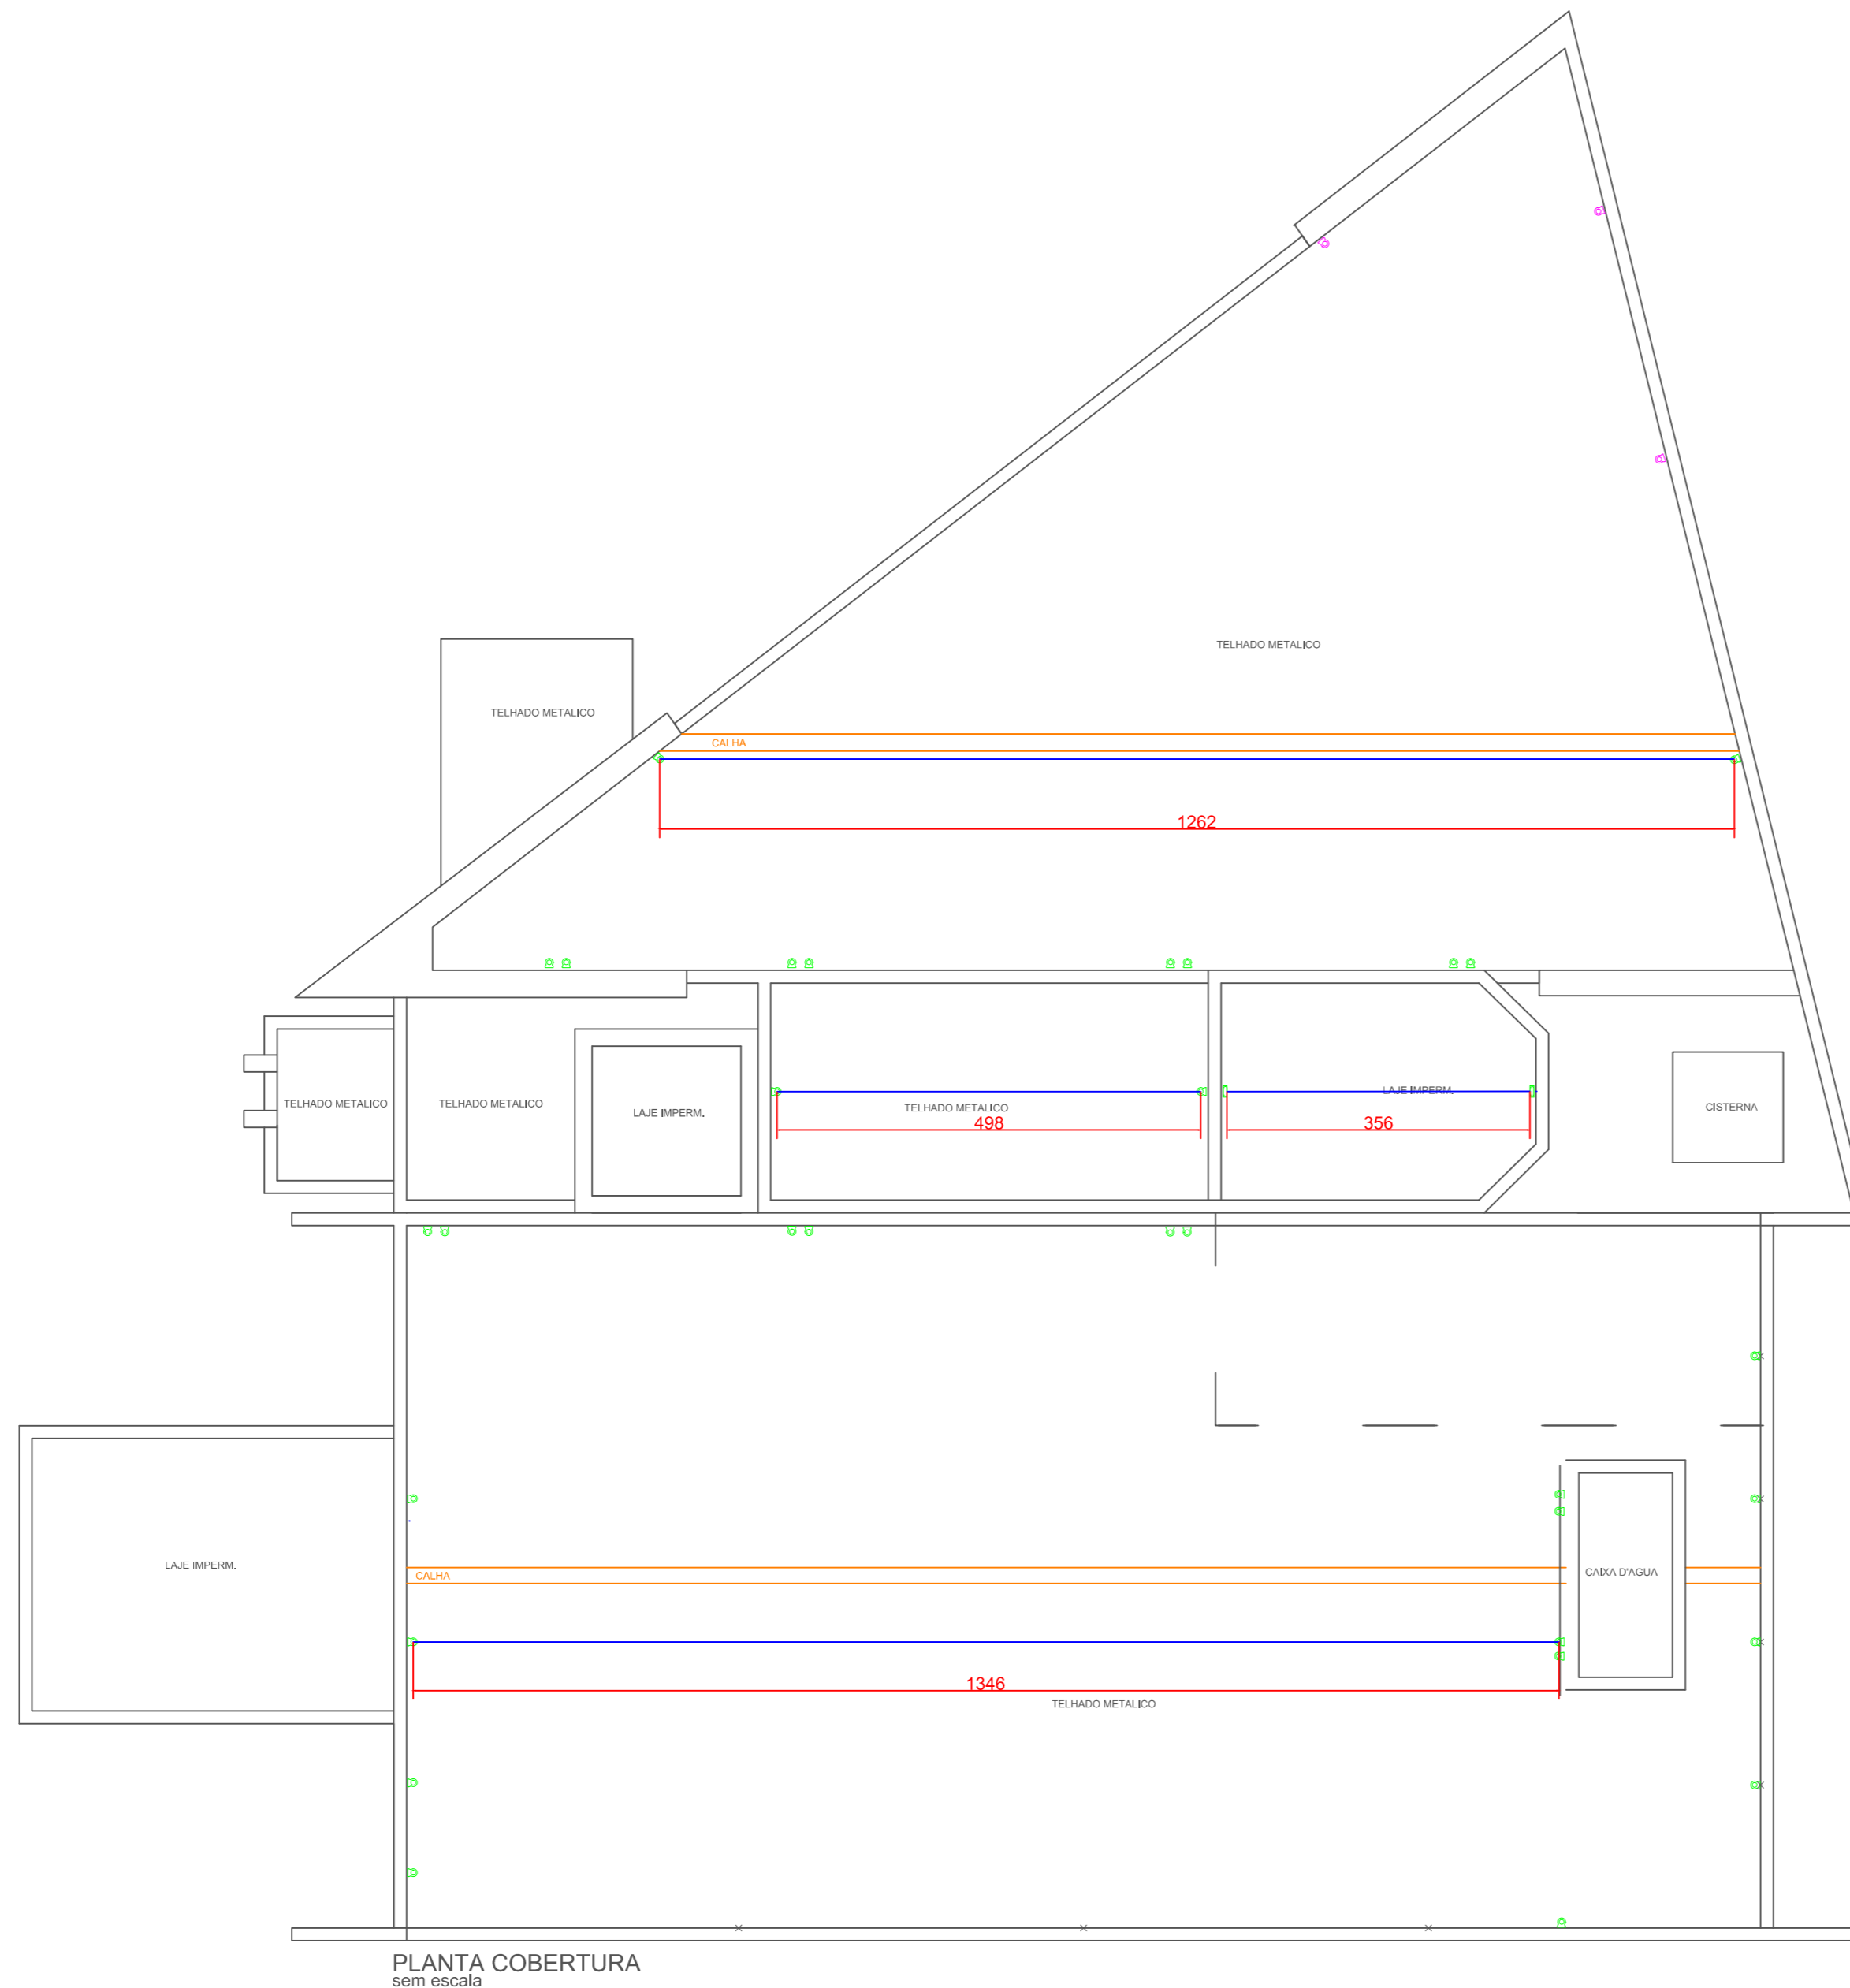 TELHADO METALICO
TELHADO METALICO
CALHA
1262
LAJE IMPERM.
TELHADO METALICO
TELHADO METALICO
LAJE IMPERM.
TELHADO METALICO
CISTERNA
498
356
LAJE IMPERM.
CALHA
CAIXA D'AGUA
1346
TELHADO METALICO
PLANTA COBERTURA
sem escala